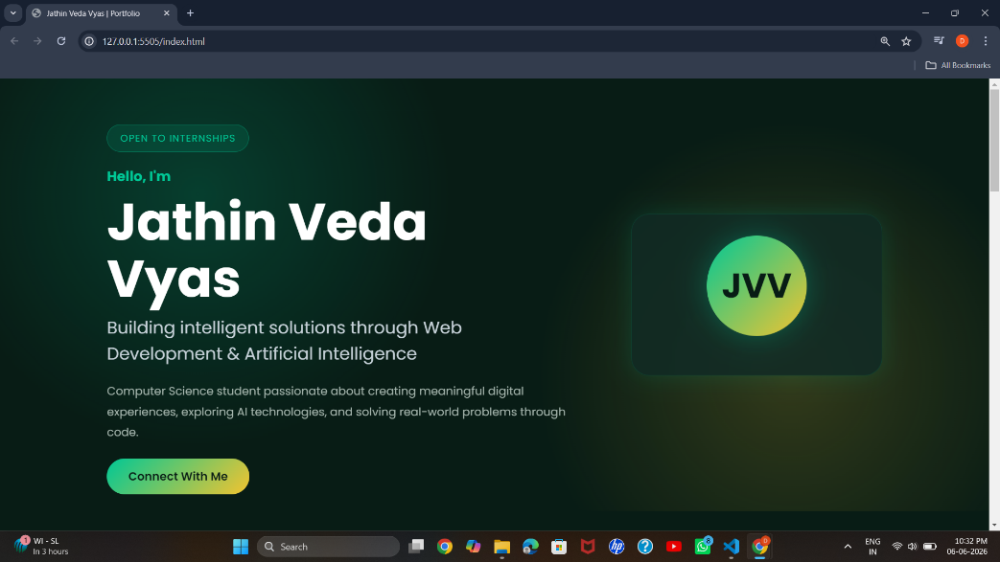 Jathin Veda Vyas | Portfolio
127.0.0.1:5505/index.html
D
All Bookmarks
OPEN TO INTERNSHIPS
Hello, I'm
Jathin Veda
Vyas
JVV
Building intelligent solutions through Web
Development & Artificial Intelligence
Computer Science student passionate about creating meaningful digital
experiences, exploring AI technologies, and solving real-world problems through
code.
Connect With Me
1
WI - SL
In 3 hours
Search
hp
?
8
D
ENG
IN
10:32 PM
06-06-2026